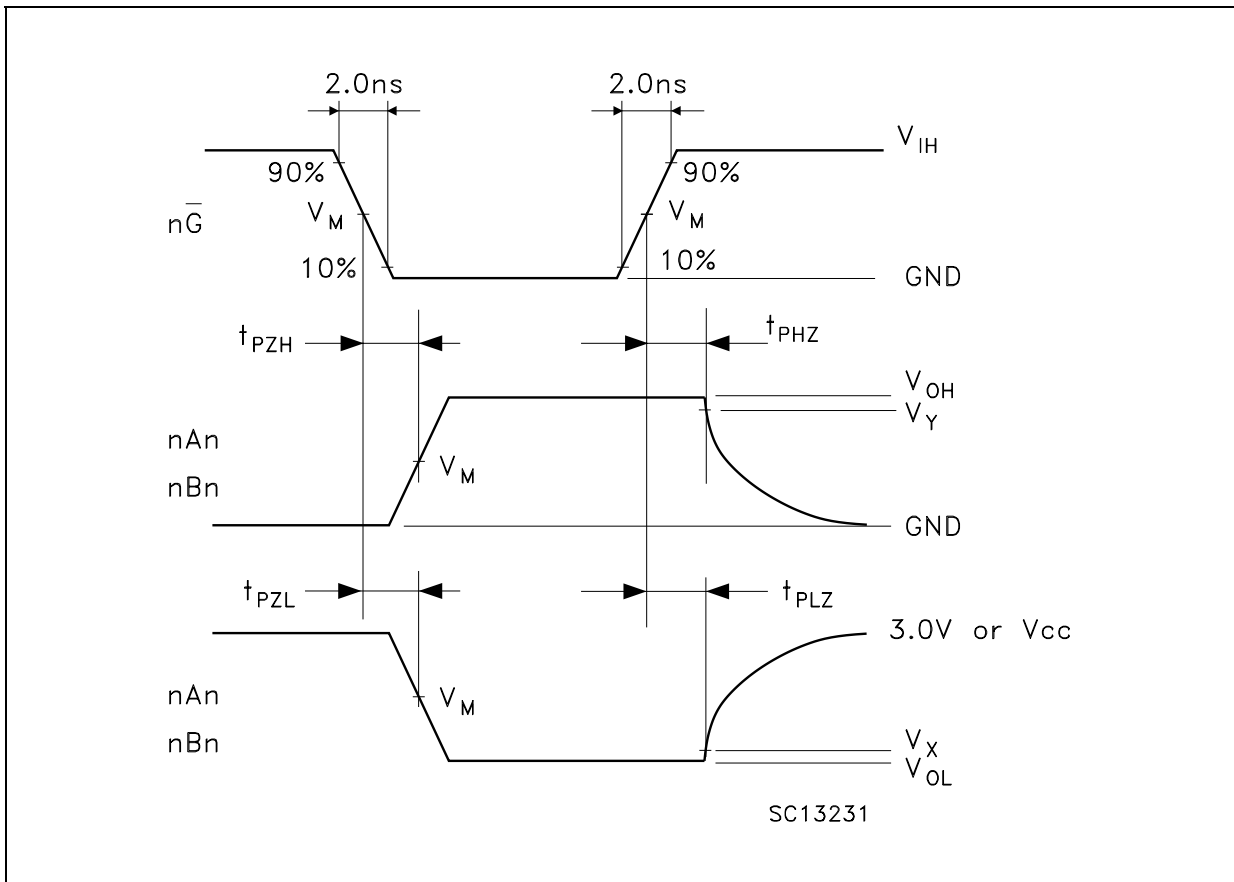 2.0ns 2.0ns
V_IH
90% 90%
nG̅ V_M V_M
10% 10%
GND
t_PZH t_PHZ
V_OH
V_Y
nAn
V_M
nBn
GND
t_PZL t_PLZ
3.0V or Vcc
nAn V_M
nBn
V_X
V_OL
SC13231